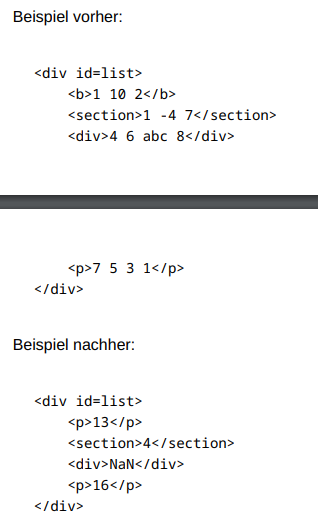 Beispiel vorher:
<div id=list>
<b>1 10 2</b>
<section>1 -4 7</section>
<div>4 6 abc 8</div>
<p>7 5 3 1</p>
</div>
Beispiel nachher:
<div id=list>
<p>13</p>
<section>4</section>
<div>NaN</div>
<p>16</p>
</div>